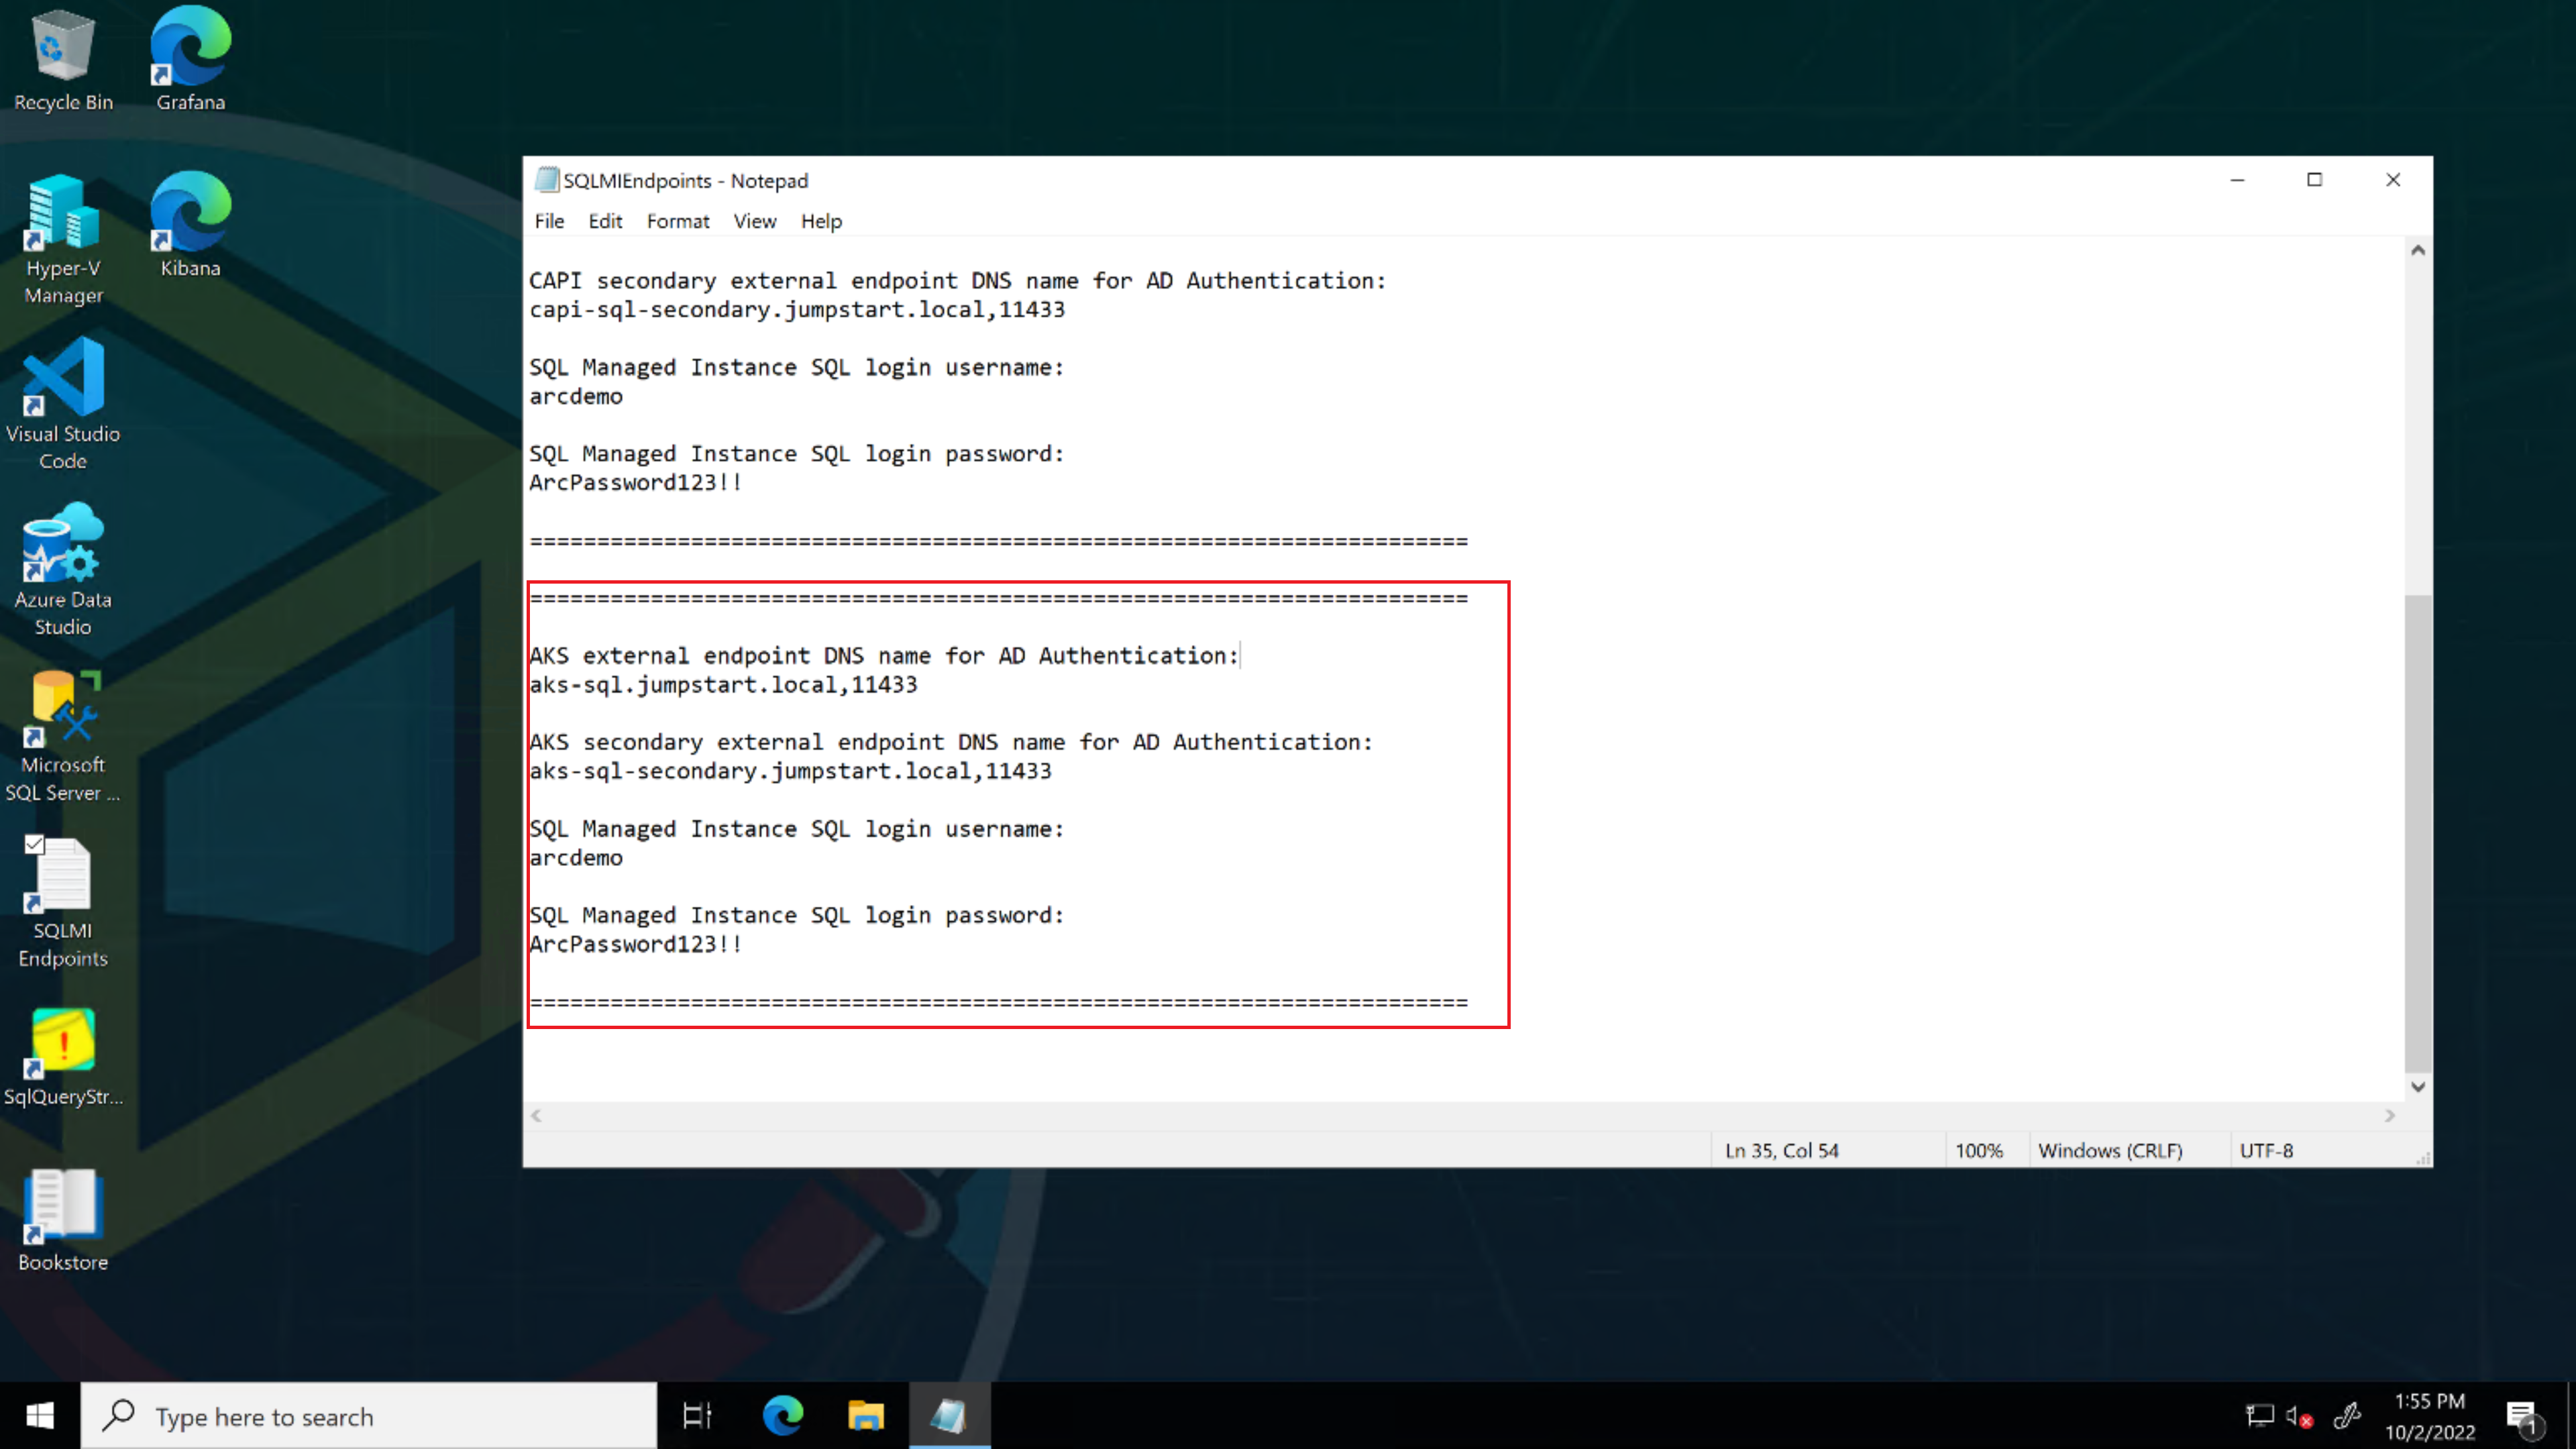 Recycle Bin
Grafana
Hyper-V
Manager
Kibana
Visual Studio
Code
Azure Data
Studio
Microsoft
SQL Server ...
SQLMI
Endpoints
SqlQueryStr...
Bookstore
SQLMIEndpoints - Notepad
File Edit Format View Help
CAPI secondary external endpoint DNS name for AD Authentication:
capi-sql-secondary.jumpstart.local,11433
SQL Managed Instance SQL login username:
arcdemo
SQL Managed Instance SQL login password:
ArcPassword123!!
======================================================================
======================================================================
AKS external endpoint DNS name for AD Authentication:
aks-sql.jumpstart.local,11433
AKS secondary external endpoint DNS name for AD Authentication:
aks-sql-secondary.jumpstart.local,11433
SQL Managed Instance SQL login username:
arcdemo
SQL Managed Instance SQL login password:
ArcPassword123!!
======================================================================
Ln 35, Col 54 100% Windows (CRLF) UTF-8
Type here to search
1:55 PM
10/2/2022
1